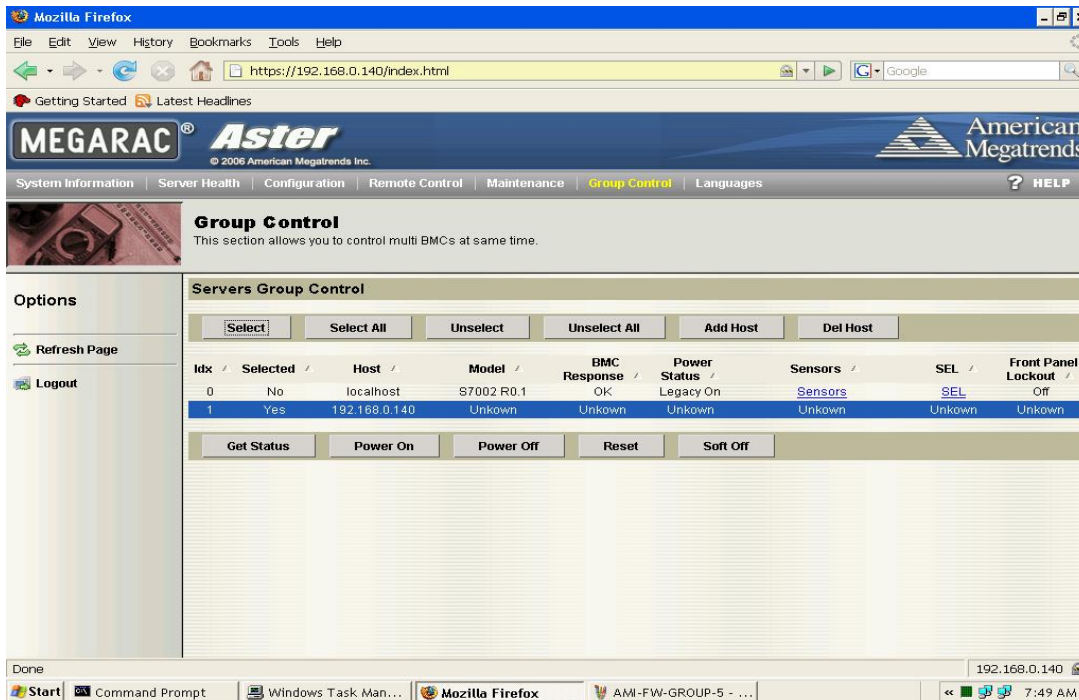 Mozilla Firefox
File Edit View History Bookmarks Tools Help
https://192.168.0.140/index.html
G Google
Getting Started Latest Headlines
MEGARAC® Aster
© 2006 American Megatrends Inc.
American Megatrends
System Information Server Health Configuration Remote Control Maintenance Group Control Languages ? HELP
Group Control
This section allows you to control multi BMCs at same time.
Options
Refresh Page
Logout
Servers Group Control
Select Select All Unselect Unselect All Add Host Del Host
Idx Selected Host Model BMC Response Power Status Sensors SEL Front Panel Lockout
0 No localhost S7002 R0.1 OK Legacy On Sensors SEL Off
1 Yes 192.168.0.140 Unkown Unkown Unkown Unkown Unkown Unkown
Get Status Power On Power Off Reset Soft Off
Done 192.168.0.140
Start Command Prompt Windows Task Man... Mozilla Firefox AMI-FW-GROUP-5 - ... « 7:49 AM